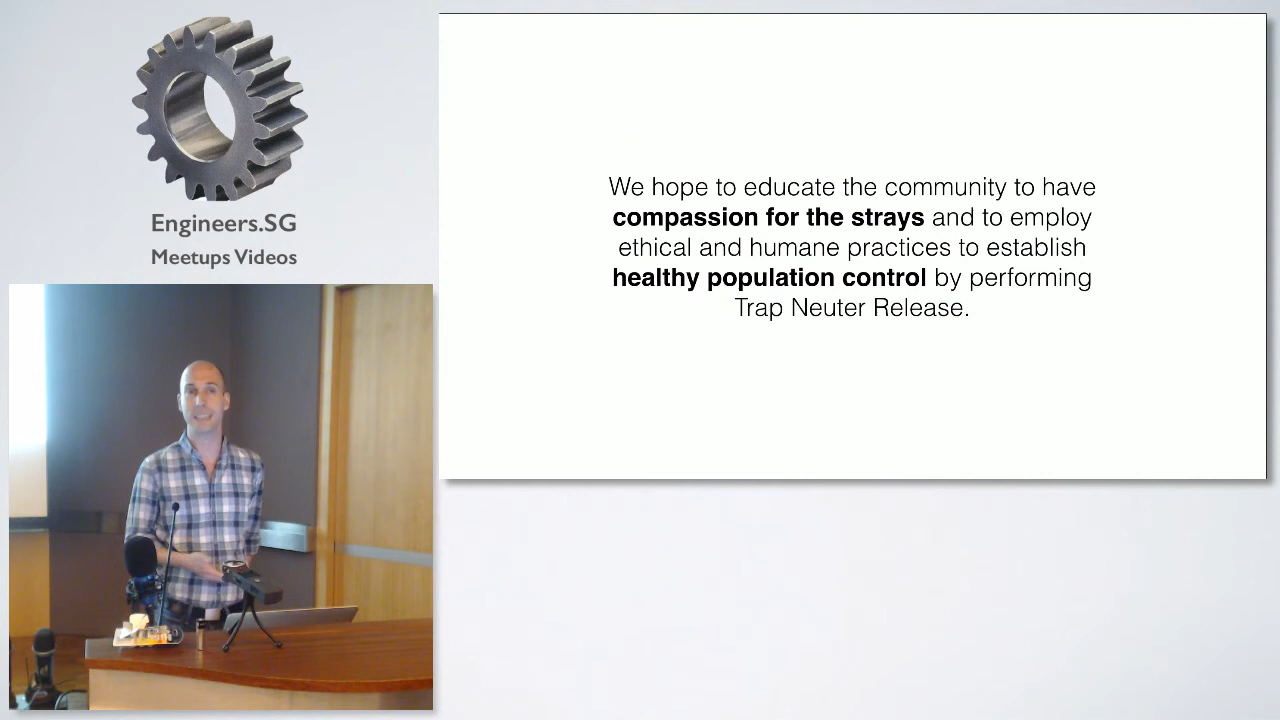 Engineers.SG
Meetups Videos
We hope to educate the community to have
compassion for the strays and to employ
ethical and humane practices to establish
healthy population control by performing
Trap Neuter Release.